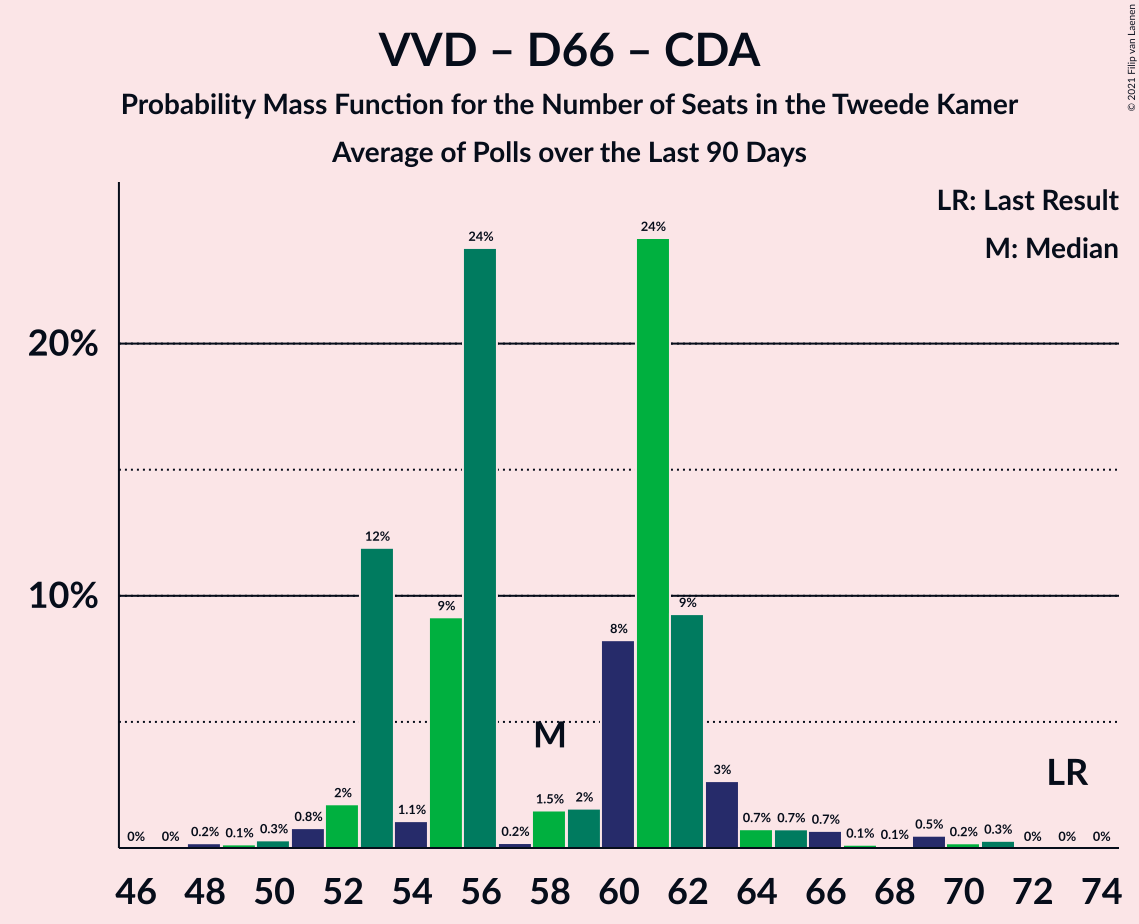 VVD – D66 – CDA
Probability Mass Function for the Number of Seats in the Tweede Kamer
Average of Polls over the Last 90 Days
© 2021 Filip van Laenen
LR: Last Result
M: Median
20%
10%
0% 0% 0.2% 0.1% 0.3% 0.8% 2% 12% 1.1% 9% 24% 0.2% 1.5% 2% 8% 24% 9% 3% 0.7% 0.7% 0.7% 0.1% 0.1% 0.5% 0.2% 0.3% 0% 0% 0%
M
LR
46 48 50 52 54 56 58 60 62 64 66 68 70 72 74